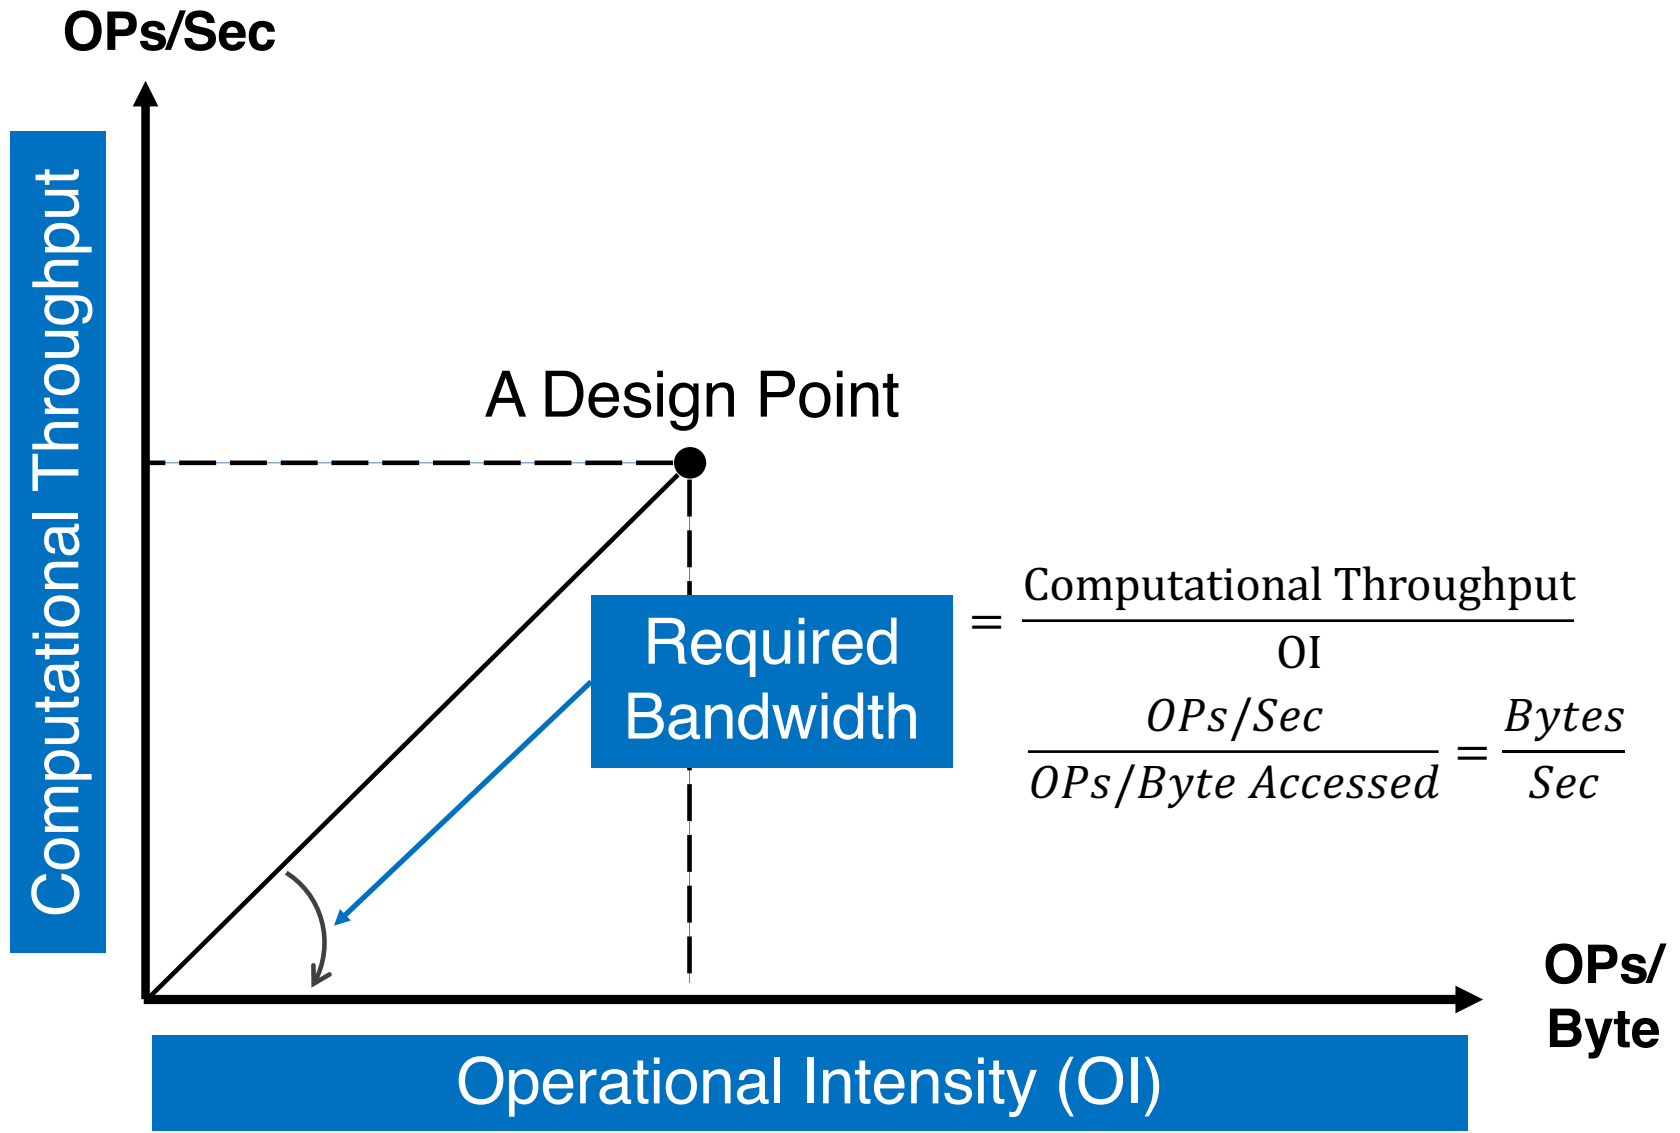 OPs/Sec
Computational Throughput
A Design Point
Required
Bandwidth
= Computational Throughput / OI
OPs/Sec / OPs/Byte Accessed = Bytes / Sec
OPs/
Byte
Operational Intensity (OI)